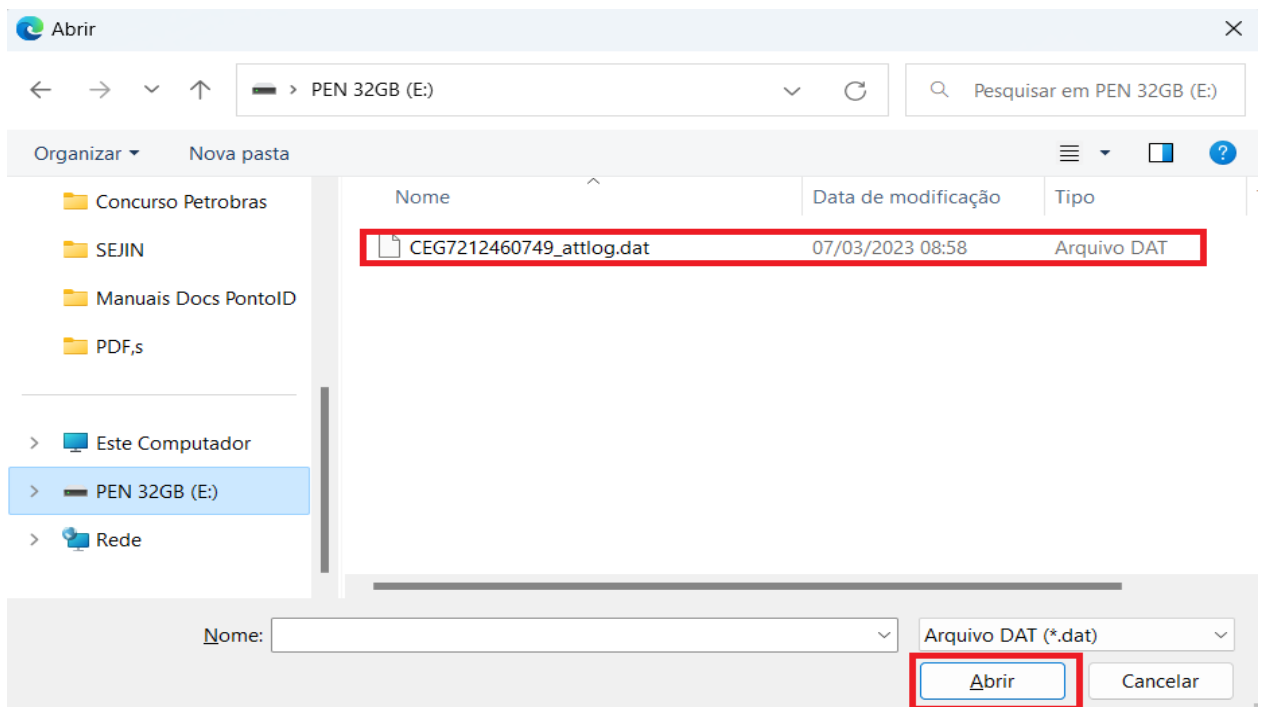 Abrir
PEN 32GB (E:)
Pesquisar em PEN 32GB (E:)
Organizar
Nova pasta
?
Concurso Petrobras
SEJIN
Manuais Docs PontoID
PDF,s
Este Computador
PEN 32GB (E:)
Rede
Nome Data de modificação Tipo
CEG7212460749_attlog.dat 07/03/2023 08:58 Arquivo DAT
Nome:
Arquivo DAT (*.dat)
Abrir
Cancelar